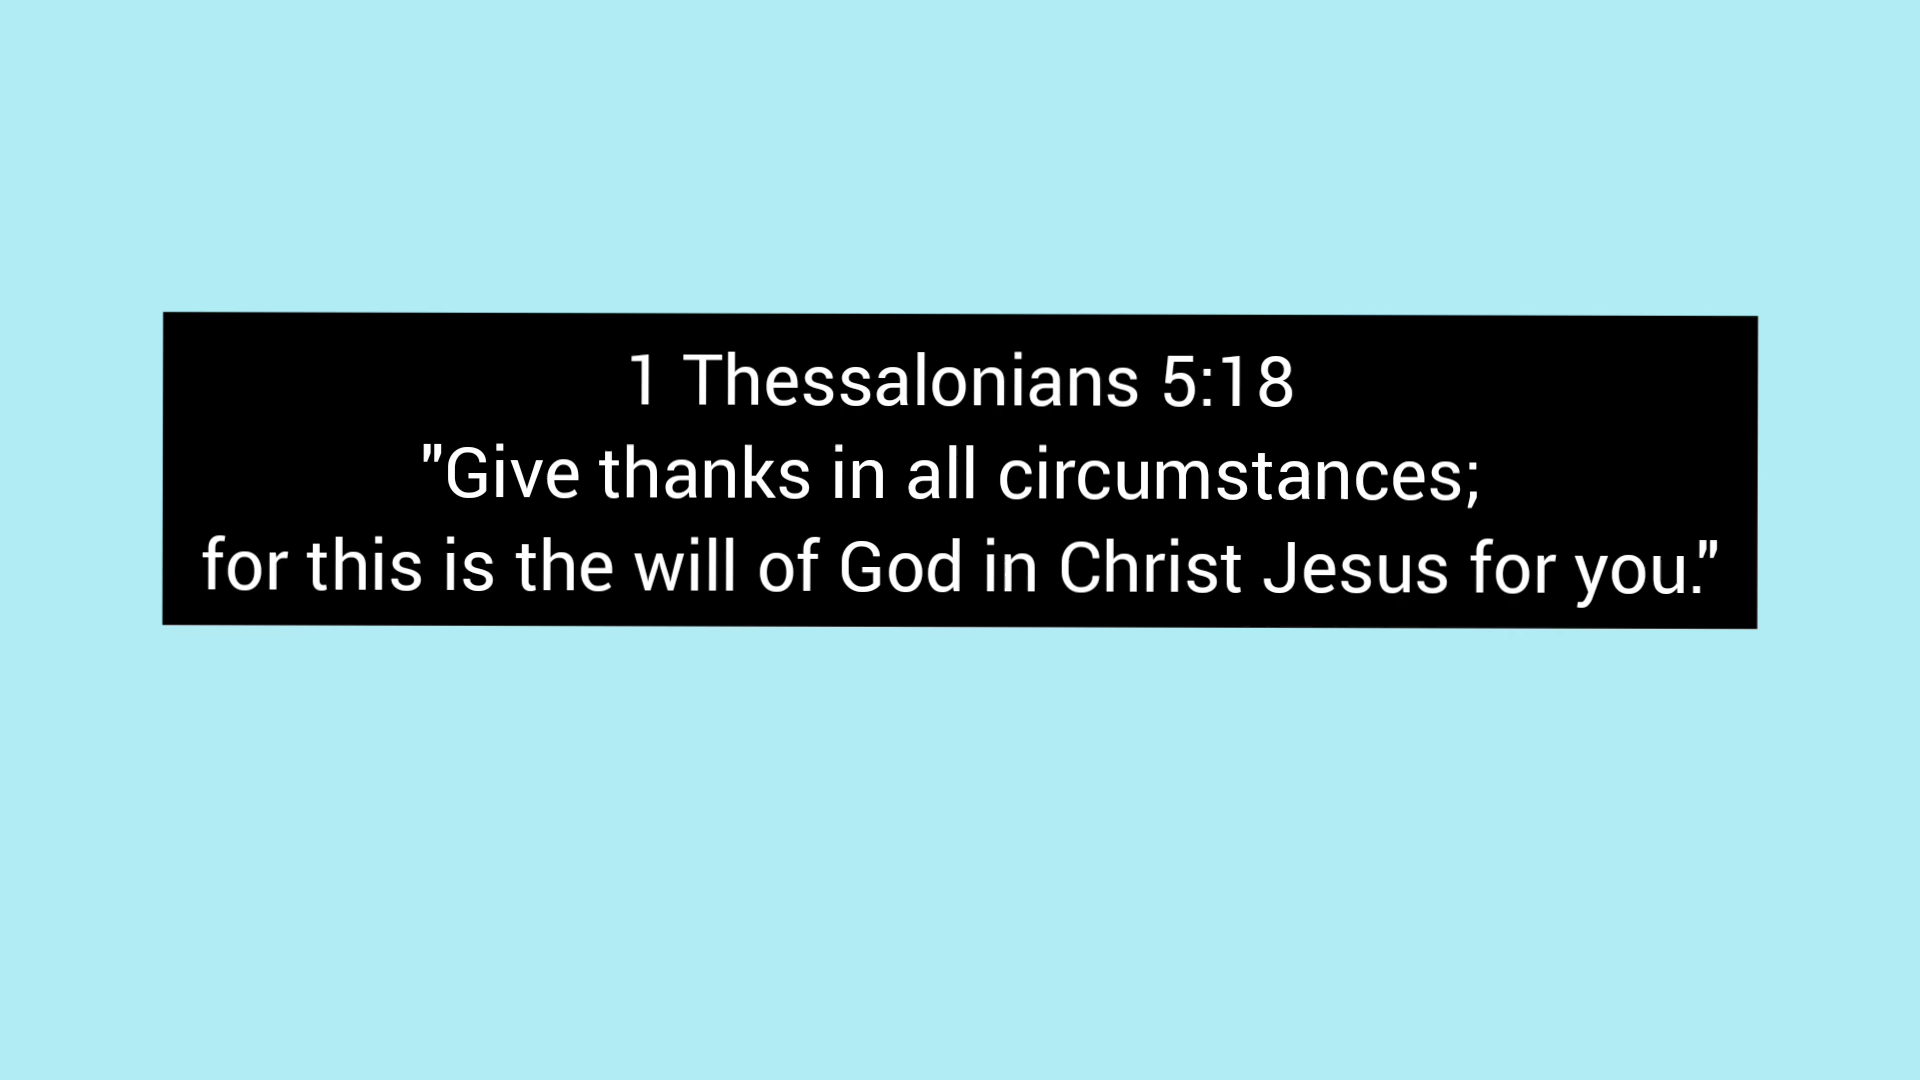 1 Thessalonians 5:18
"Give thanks in all circumstances;
for this is the will of God in Christ Jesus for you."